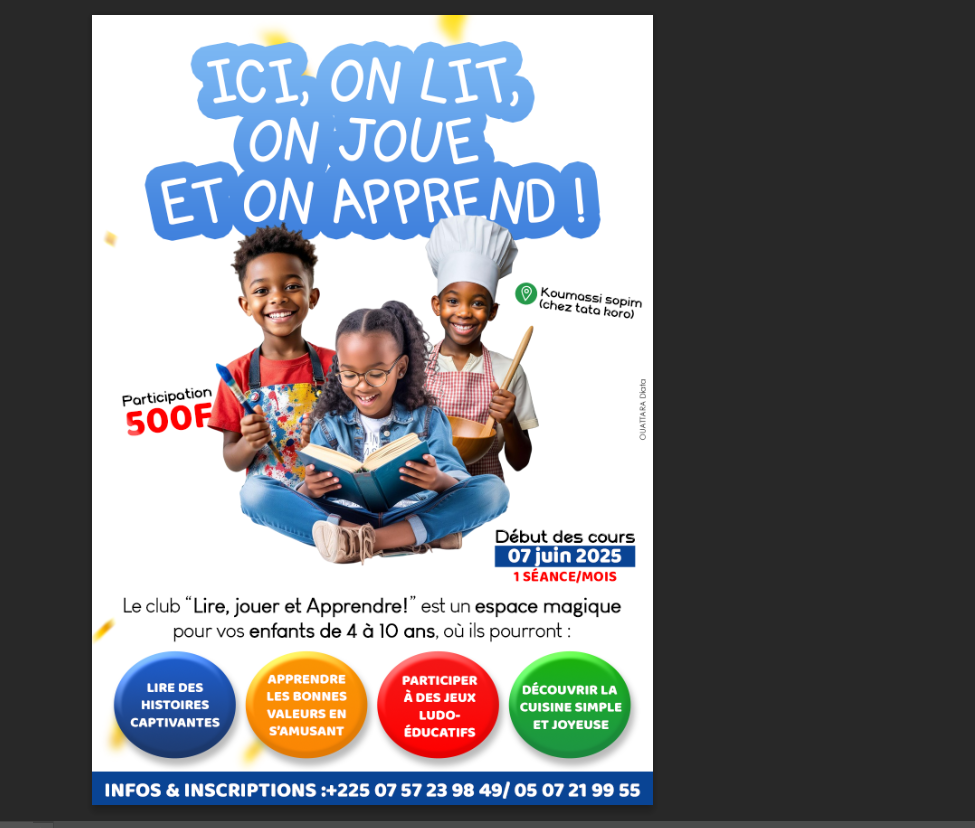 ICI, ON LIT,
ON JOUE
ET ON APPREND !
Koumassi sopim
(chez tata koro)
Participation
500F
OUATTARA Diata
Début des cours
07 juin 2025
1 SÉANCE/MOIS
Le club “Lire, jouer et Apprendre!” est un espace magique
pour vos enfants de 4 à 10 ans, où ils pourront :
LIRE DES
HISTOIRES
CAPTIVANTES
APPRENDRE
LES BONNES
VALEURS EN
S’AMUSANT
PARTICIPER
À DES JEUX
LUDO-
ÉDUCATIFS
DÉCOUVRIR LA
CUISINE SIMPLE
ET JOYEUSE
INFOS & INSCRIPTIONS :+225 07 57 23 98 49/ 05 07 21 99 55